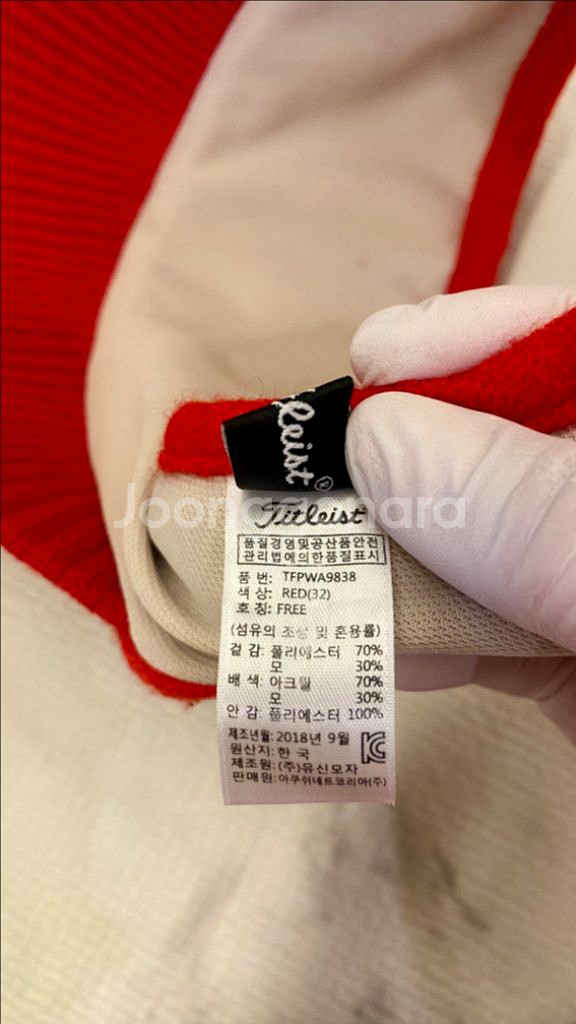 leist®
Joonggonara
Titleist
품질경영및공산품안전
관리법에의한품질표시
품 번: TFPWA9838
색 상: RED(32)
호 칭: FREE
(섬유의 조성 및 혼용률)
겉 감: 폴리에스터 70%
모 30%
배 색: 아크릴 70%
모 30%
안 감: 폴리에스터 100%
제조년월: 2018년 9월
원산지: 한 국
제조원: (주)유신모자
판매원: 아쿠쉬네트코리아(주)